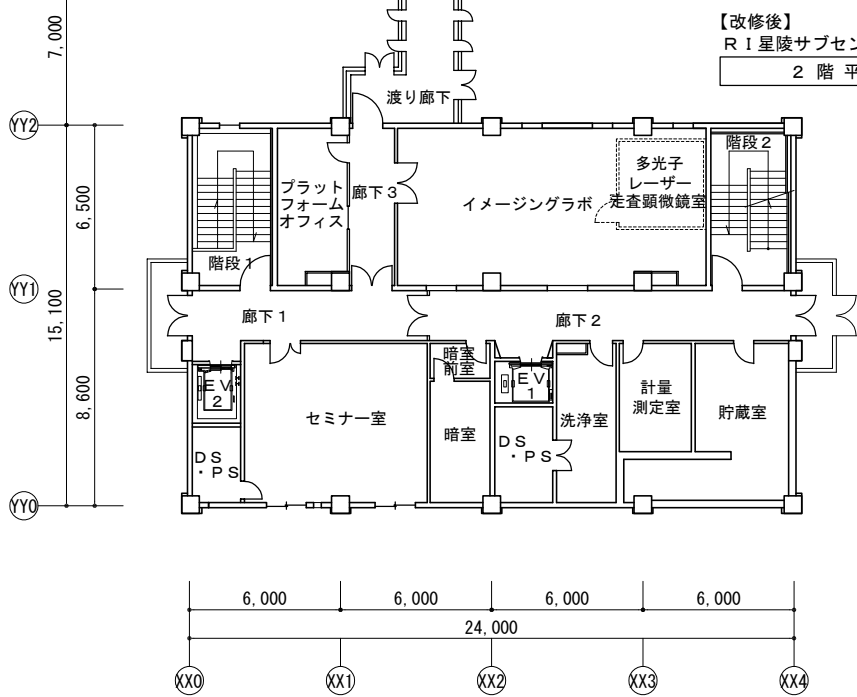 【改修後】
ＲＩ星陵サブセン
２階平
7,000
渡り廊下
YY2
階段２
多光子
レーザー
走査顕微鏡室
プラット
フォーム
オフィス
廊下３
イメージングラボ
6,500
階段１
YY1
15,100
廊下１
廊下２
暗室
前室
ＥＶ
２
ＥＶ
１
計量
測定室
貯蔵室
8,600
セミナー室
洗浄室
暗室
ＤＳ
・ＰＳ
ＤＳ
・ＰＳ
YY0
6,000
6,000
6,000
6,000
24,000
XX0
XX1
XX2
XX3
XX4